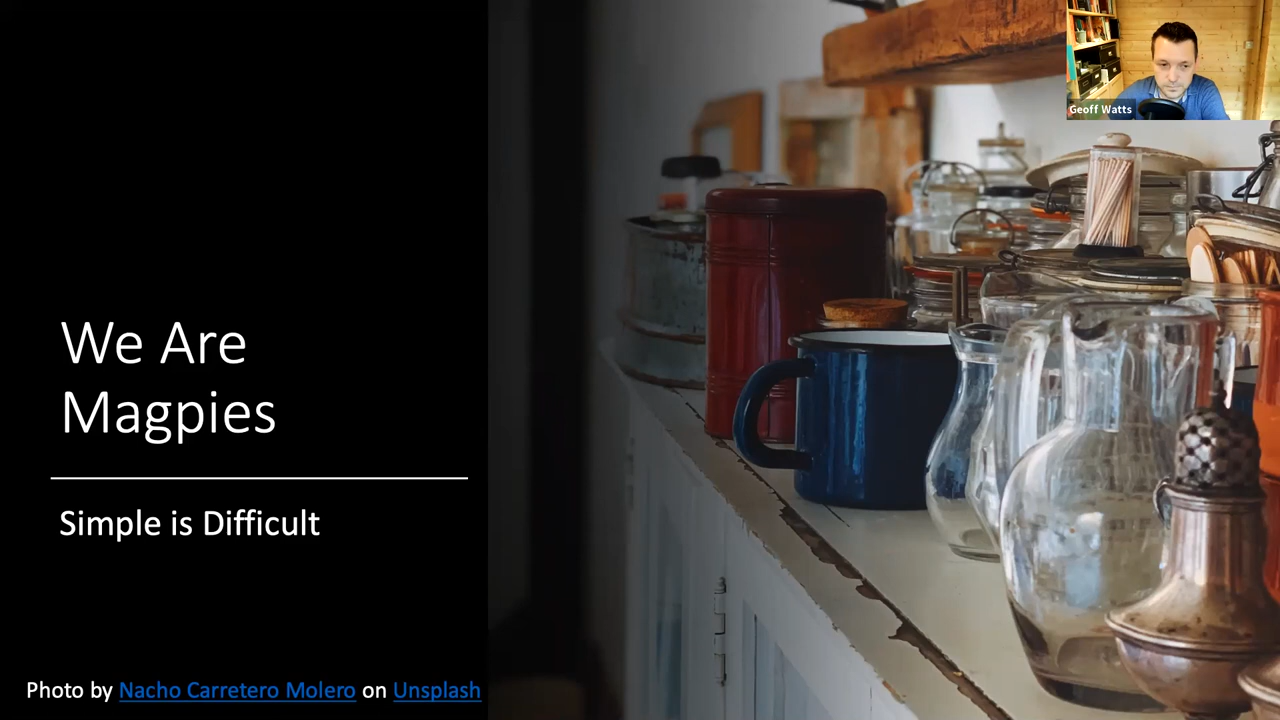 Geoff Watts
We Are
Magpies
Simple is Difficult
Photo by Nacho Carretero Molero on Unsplash